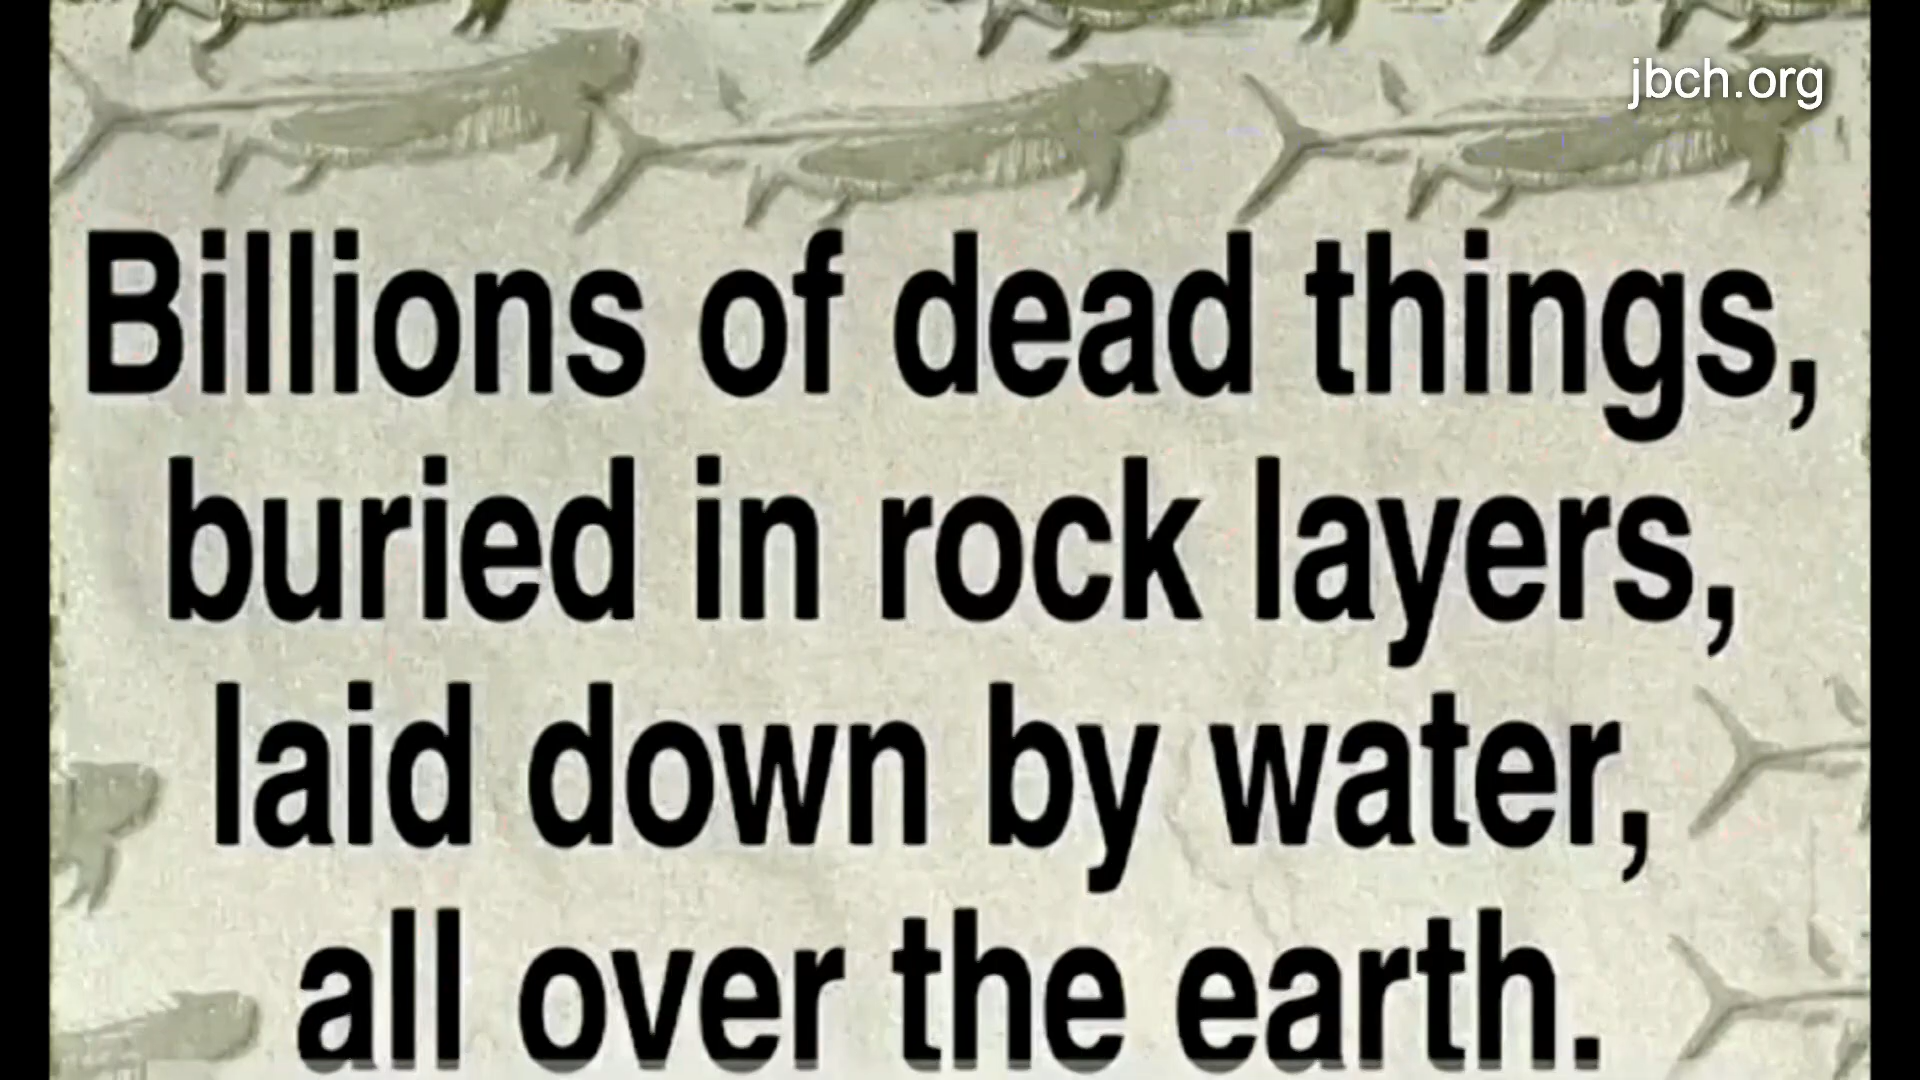 jbch.org
Billions of dead things,
buried in rock layers,
laid down by water,
all over the earth.